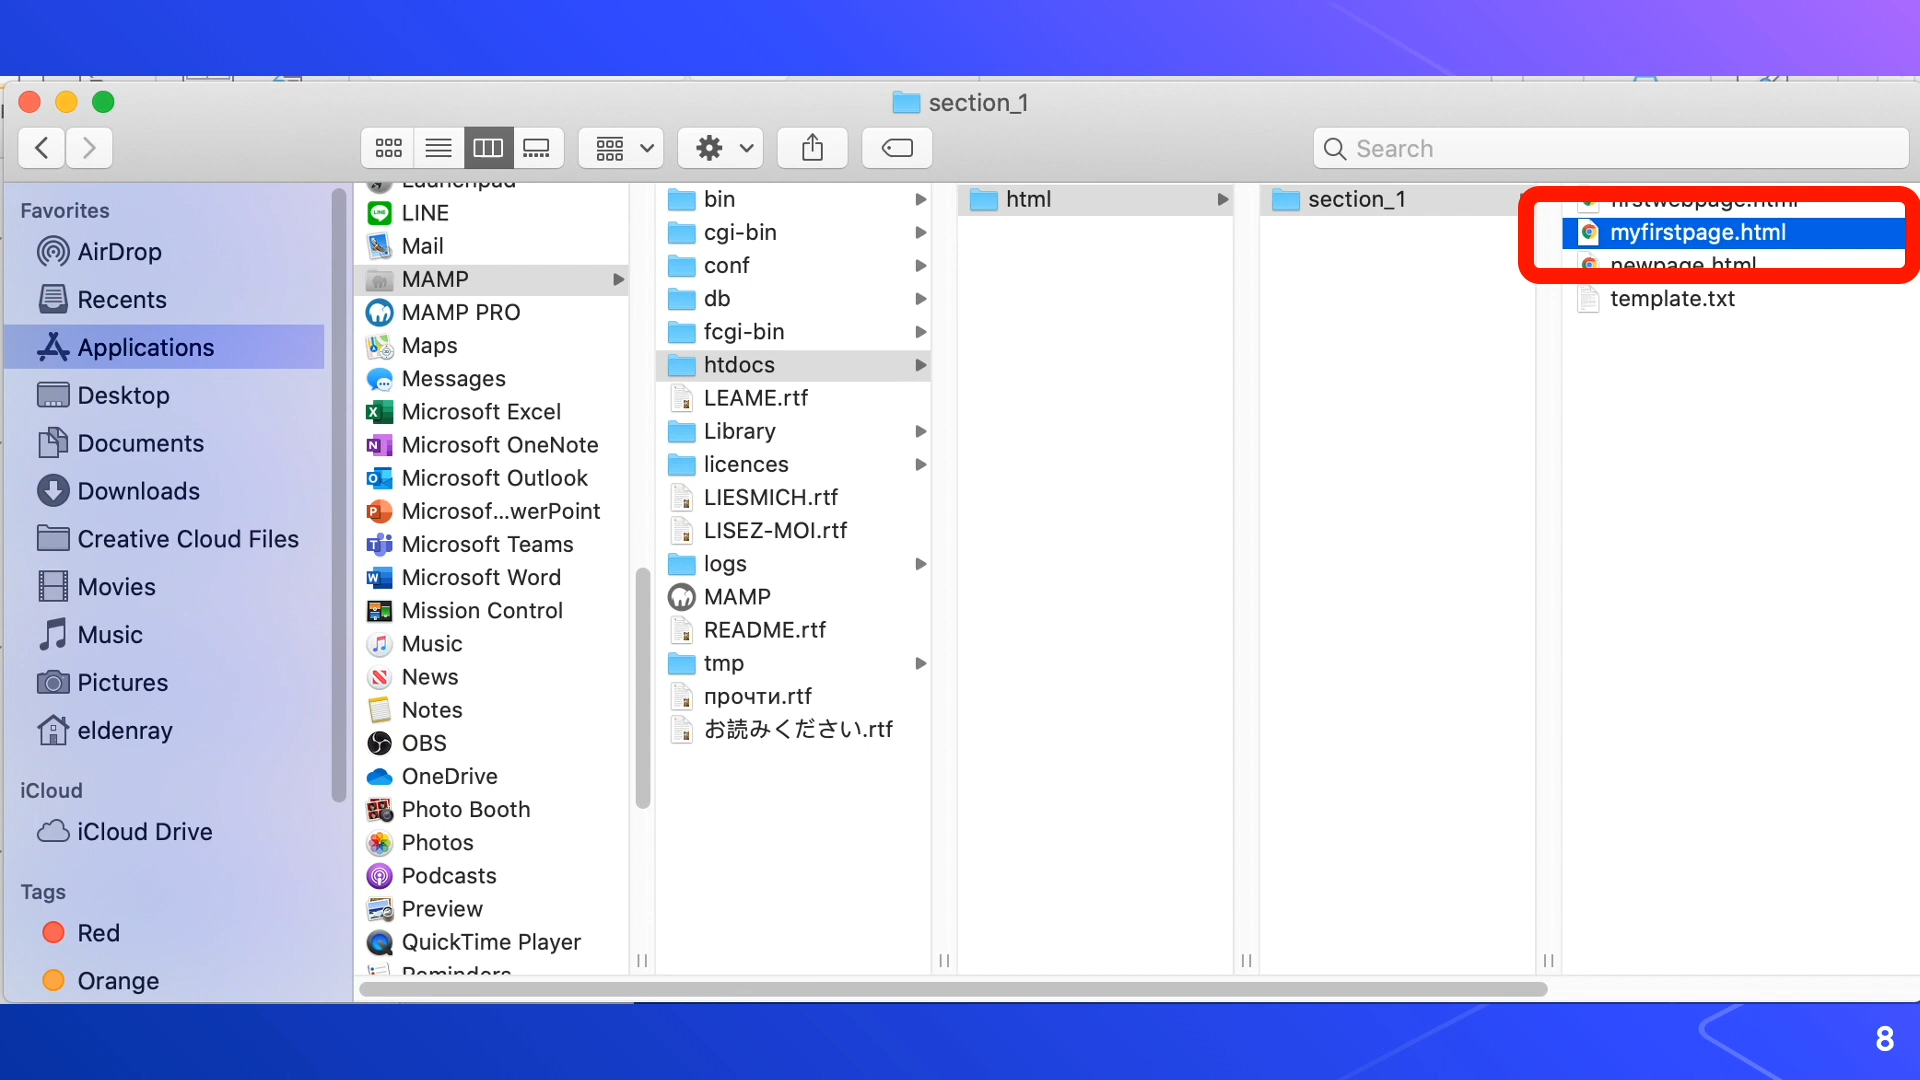 section_1
Search
Favorites
AirDrop
Recents
Applications
Desktop
Documents
Downloads
Creative Cloud Files
Movies
Music
Pictures
eldenray
iCloud
iCloud Drive
Tags
Red
Orange
Launchpad
LINE
Mail
MAMP
MAMP PRO
Maps
Messages
Microsoft Excel
Microsoft OneNote
Microsoft Outlook
Microsof...werPoint
Microsoft Teams
Microsoft Word
Mission Control
Music
News
Notes
OBS
OneDrive
Photo Booth
Photos
Podcasts
Preview
QuickTime Player
Reminders
bin
cgi-bin
conf
db
fcgi-bin
htdocs
LEAME.rtf
Library
licences
LIESMICH.rtf
LISEZ-MOI.rtf
logs
MAMP
README.rtf
tmp
прочти.rtf
お読みください.rtf
html
section_1
firstwebpage.html
myfirstpage.html
newpage.html
template.txt
8